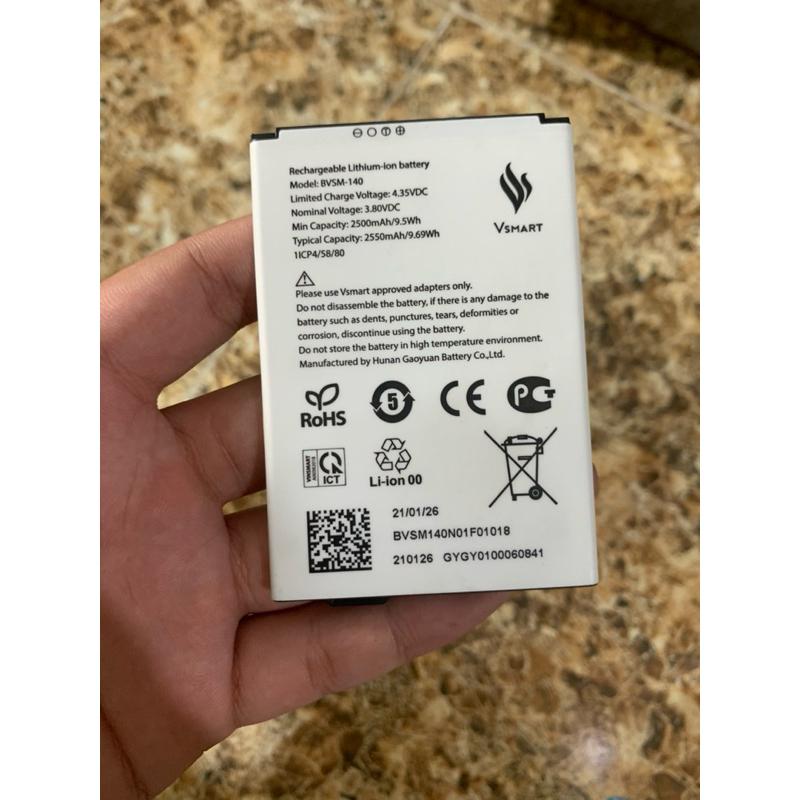 Rechargeable Lithium-ion battery
Model: BVSM-140
Limited Charge Voltage: 4.35VDC
Nominal Voltage: 3.80VDC
Min Capacity: 2500mAh/9.5Wh
Typical Capacity: 2550mAh/9.69Wh
1ICP4/58/80
VSMART
Please use Vsmart approved adapters only.
Do not disassemble the battery, if there is any damage to the
battery such as dents, punctures, tears, deformities or
corrosion, discontinue using the battery.
Do not store the battery in high temperature environment.
Manufactured by Hunan Gaoyuan Battery Co.,Ltd.
RoHS
5
CE
PCT
VINSMART
ICT
Li-ion 00
21/01/26
BVSM140N01F01018
210126 GYGY0100060841